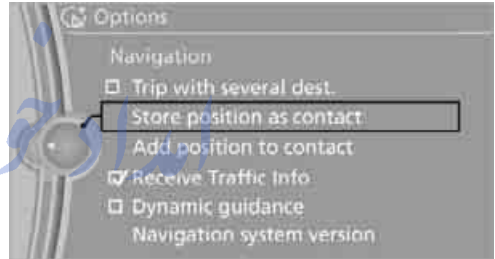 Options
Navigation
Trip with several dest.
Store position as contact
Add position to contact
Receive Traffic Info
Dynamic guidance
Navigation system version